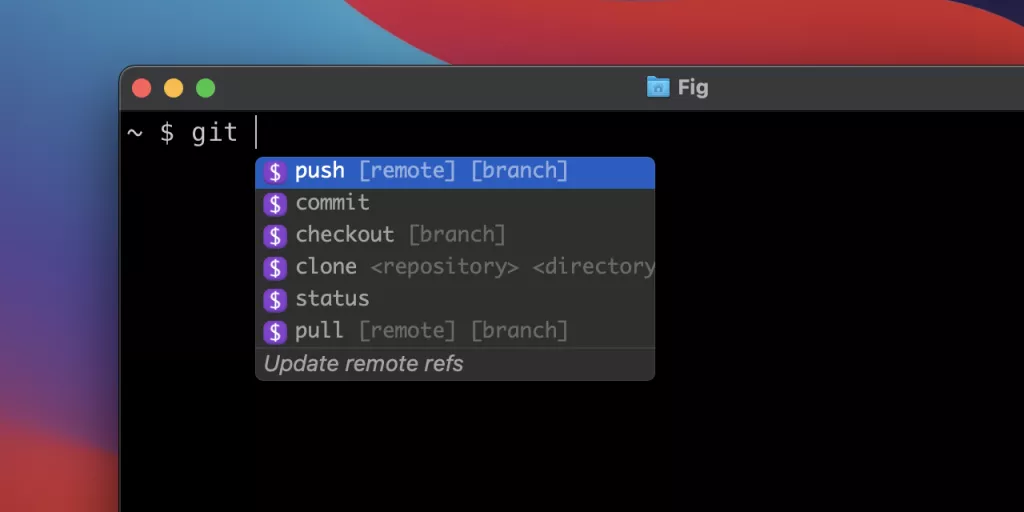 Fig
~ $ git
$ push [remote] [branch]
$ commit
$ checkout [branch]
$ clone <repository> <directory
$ status
$ pull [remote] [branch]
Update remote refs